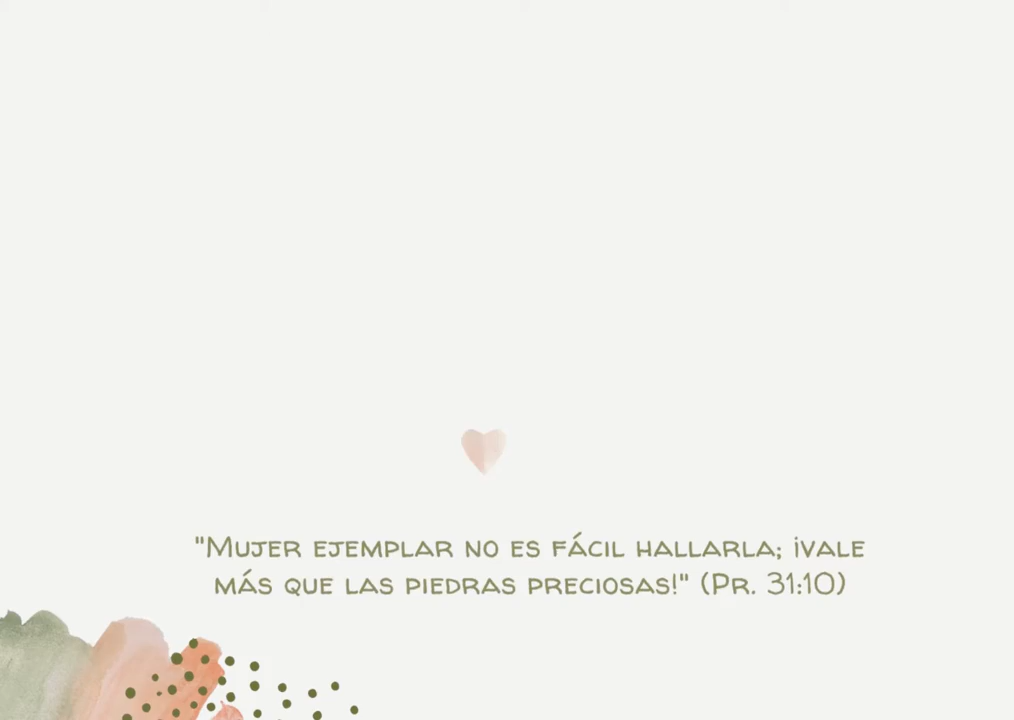 "Mujer ejemplar no es fácil hallarla; ¡vale
más que las piedras preciosas!" (Pr. 31:10)